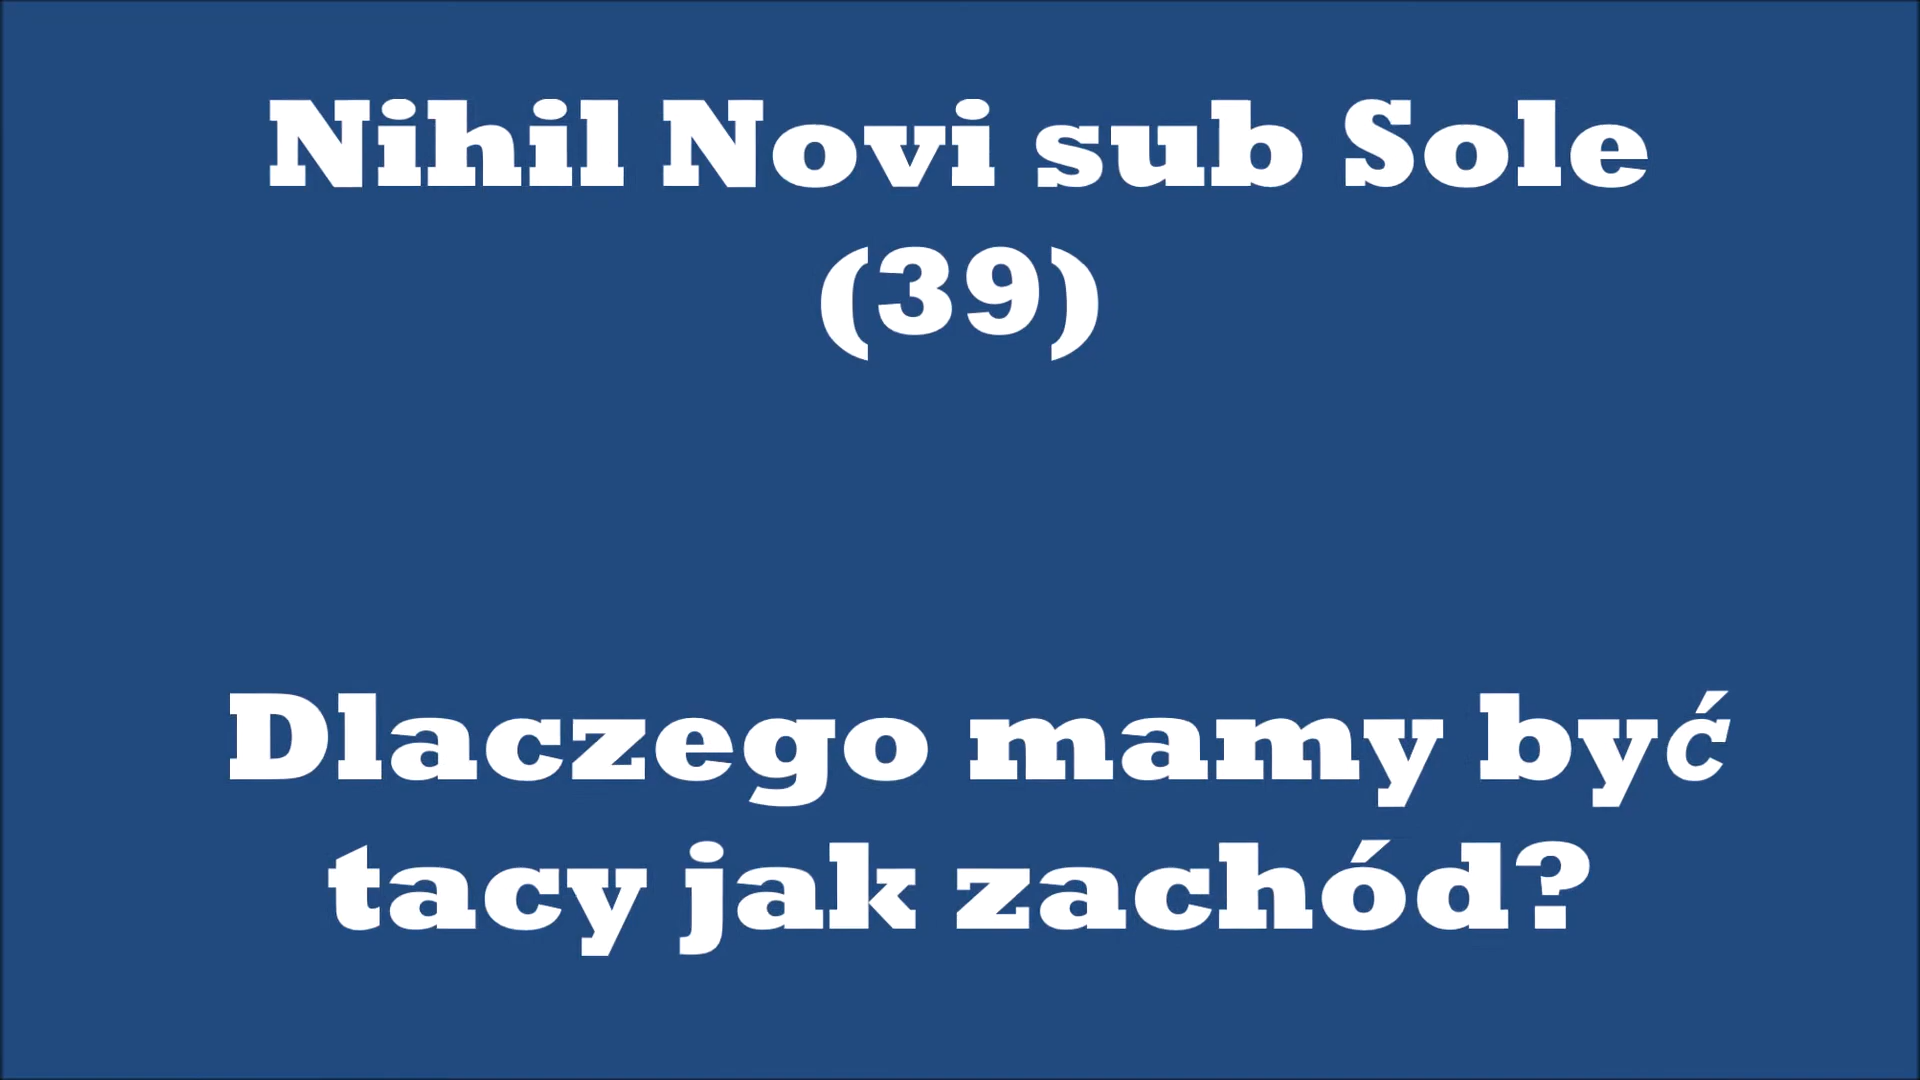 Nihil Novi sub Sole
(39)
Dlaczego mamy być
tacy jak zachód?